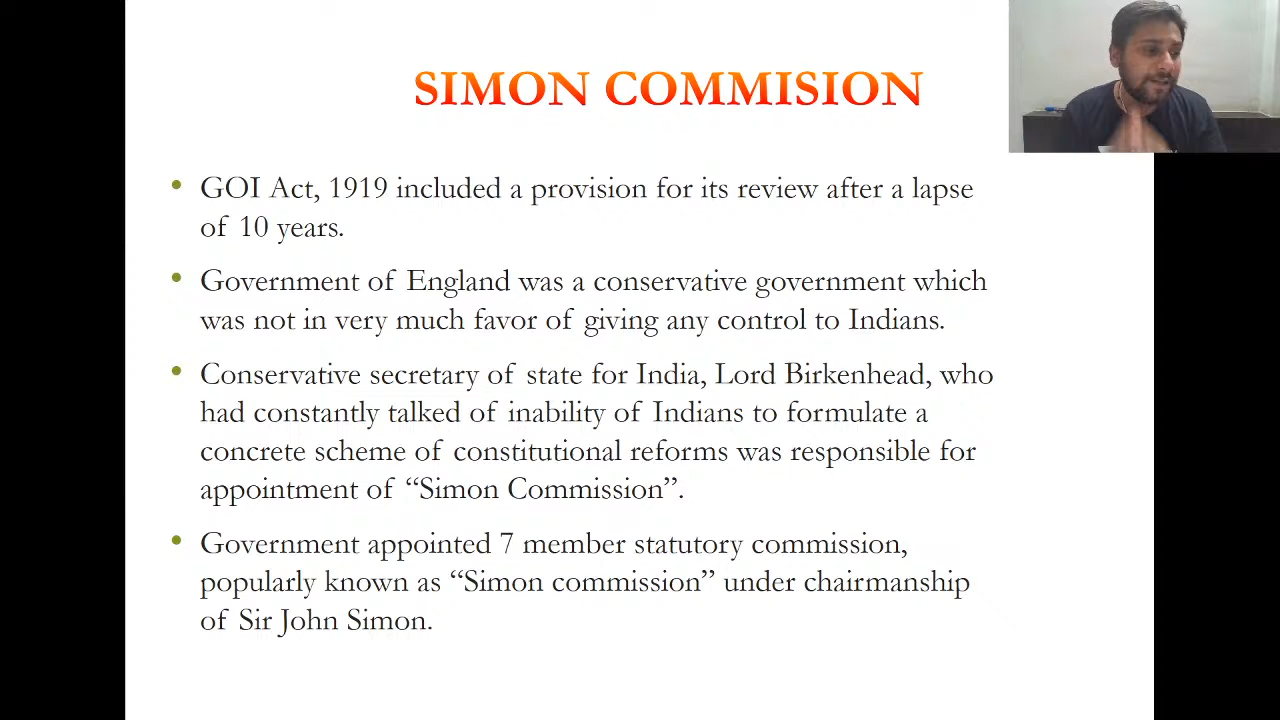 SIMON COMMISION
• GOI Act, 1919 included a provision for its review after a lapse
of 10 years.
• Government of England was a conservative government which
was not in very much favor of giving any control to Indians.
• Conservative secretary of state for India, Lord Birkenhead, who
had constantly talked of inability of Indians to formulate a
concrete scheme of constitutional reforms was responsible for
appointment of “Simon Commission”.
• Government appointed 7 member statutory commission,
popularly known as “Simon commission” under chairmanship
of Sir John Simon.